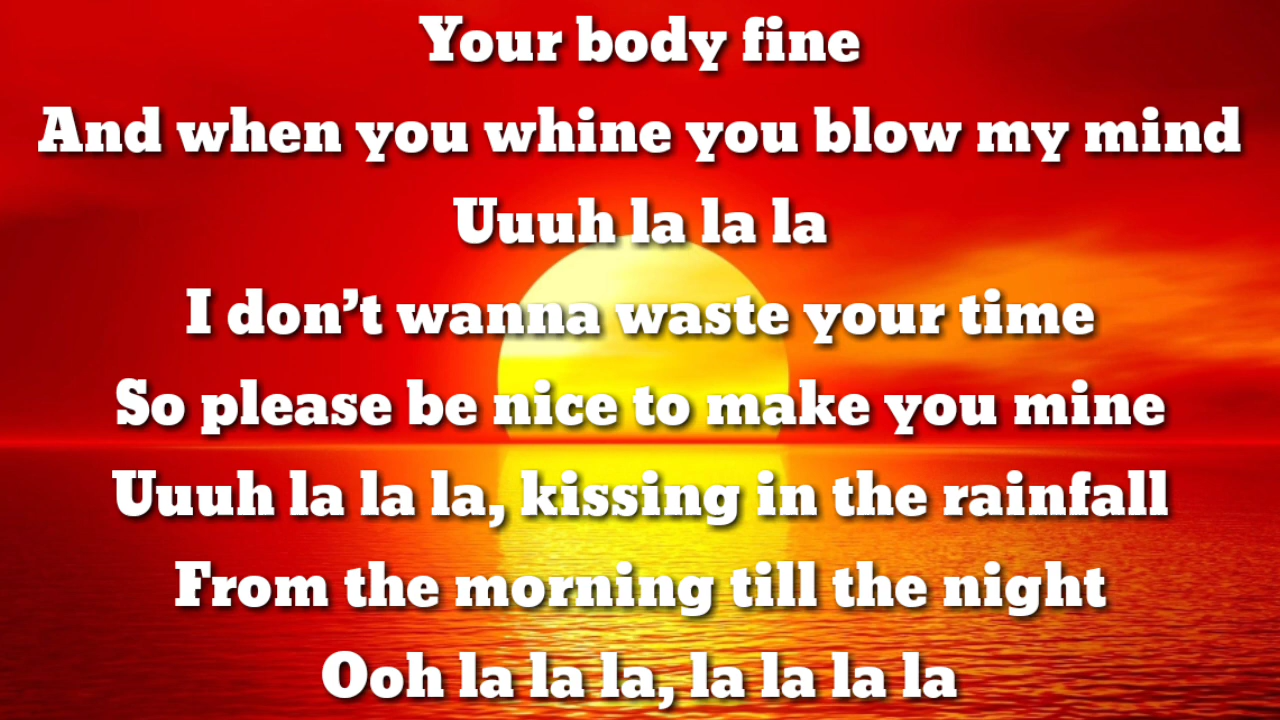 Your body fine
And when you whine you blow my mind
Uuuh la la la
I don’t wanna waste your time
So please be nice to make you mine
Uuuh la la la, kissing in the rainfall
From the morning till the night
Ooh la la la, la la la la